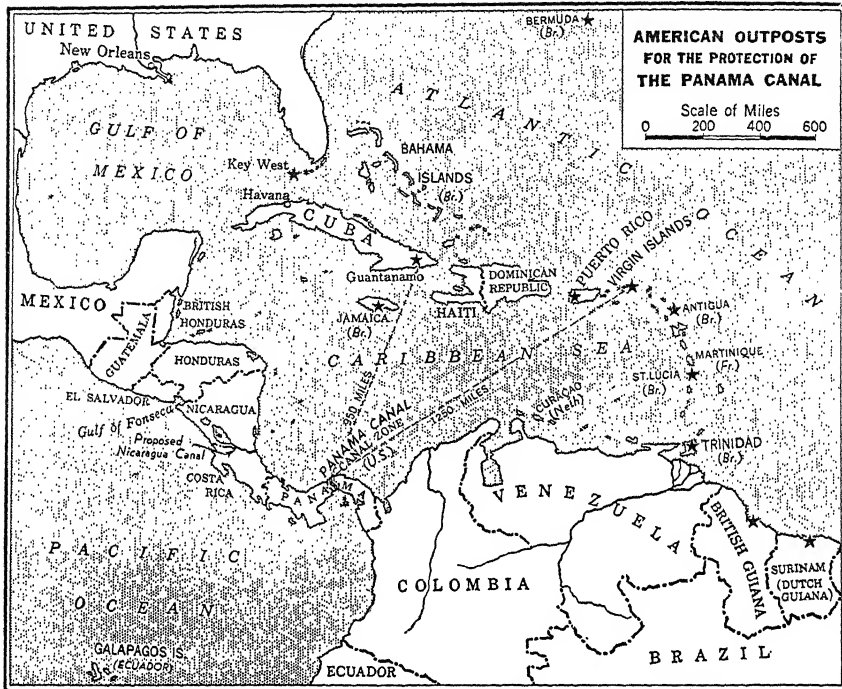 AMERICAN OUTPOSTS
FOR THE PROTECTION OF
THE PANAMA CANAL
Scale of Miles
0 200 400 600
BERMUDA
(Br.)
UNITED STATES
New Orleans
ATLANTIC OCEAN
GULF OF
MEXICO
Key West
BAHAMA
ISLANDS
(Br.)
Havana
CUBA
Guantanamo
DOMINICAN
REPUBLIC
PUERTO RICO
VIRGIN ISLANDS
HAITI
JAMAICA
(Br.)
MEXICO
BRITISH
HONDURAS
GUATEMALA
HONDURAS
ANTIGUA
(Br.)
MARTINIQUE
(Fr.)
ST. LUCIA
(Br.)
CARIBBEAN SEA
EL SALVADOR
NICARAGUA
Gulf of Fonseca
Proposed
Nicaragua Canal
950 MILES
PANAMA CANAL
CANAL ZONE
(U.S.)
CURAÇAO
(Neth.)
TRINIDAD
(Br.)
COSTA
RICA
PANAMA
VENEZUELA
BRITISH GUIANA
SURINAM
(DUTCH
GUIANA)
PACIFIC
OCEAN
COLOMBIA
GALAPAGOS IS.
(ECUADOR)
ECUADOR
BRAZIL